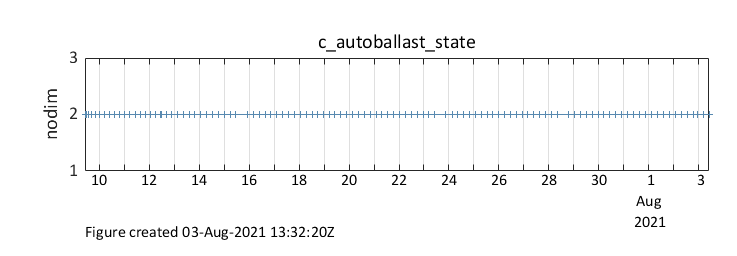 c_autoballast_state
nodim
3
2
1
10 12 14 16 18 20 22 24 26 28 30 1 3
Aug
2021
Figure created 03-Aug-2021 13:32:20Z